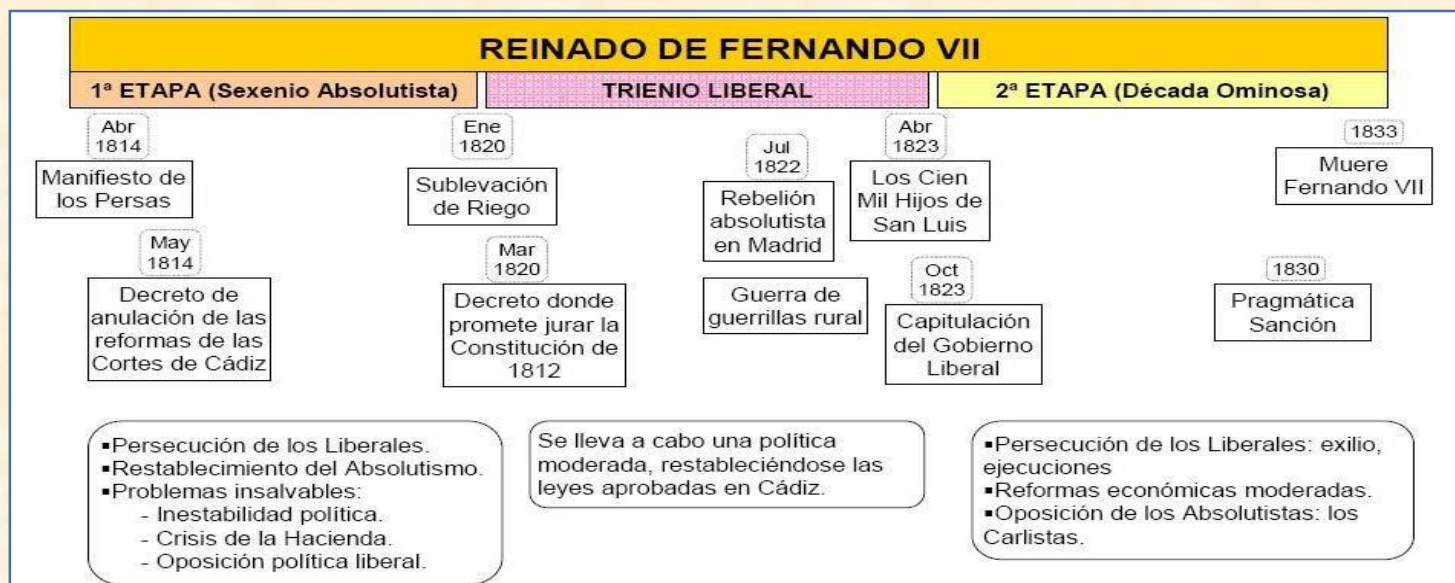 REINADO DE FERNANDO VII
1ª ETAPA (Sexenio Absolutista)
TRIENIO LIBERAL
2ª ETAPA (Década Ominosa)
Abr
1814
Manifiesto de
los Persas
May
1814
Decreto de
anulación de las
reformas de las
Cortes de Cádiz
Ene
1820
Sublevación
de Riego
Mar
1820
Decreto donde
promete jurar la
Constitución de
1812
Jul
1822
Rebelión
absolutista
en Madrid
Guerra de
guerrillas rural
Abr
1823
Los Cien
Mil Hijos de
San Luis
Oct
1823
Capitulación
del Gobierno
Liberal
1833
Muere
Fernando VII
1830
Pragmática
Sanción
▪Persecución de los Liberales.
▪Restablecimiento del Absolutismo.
▪Problemas insalvables:
- Inestabilidad política.
- Crisis de la Hacienda.
- Oposición política liberal.
Se lleva a cabo una política
moderada, restableciéndose las
leyes aprobadas en Cádiz.
▪Persecución de los Liberales: exilio,
ejecuciones
▪Reformas económicas moderadas.
▪Oposición de los Absolutistas: los
Carlistas.